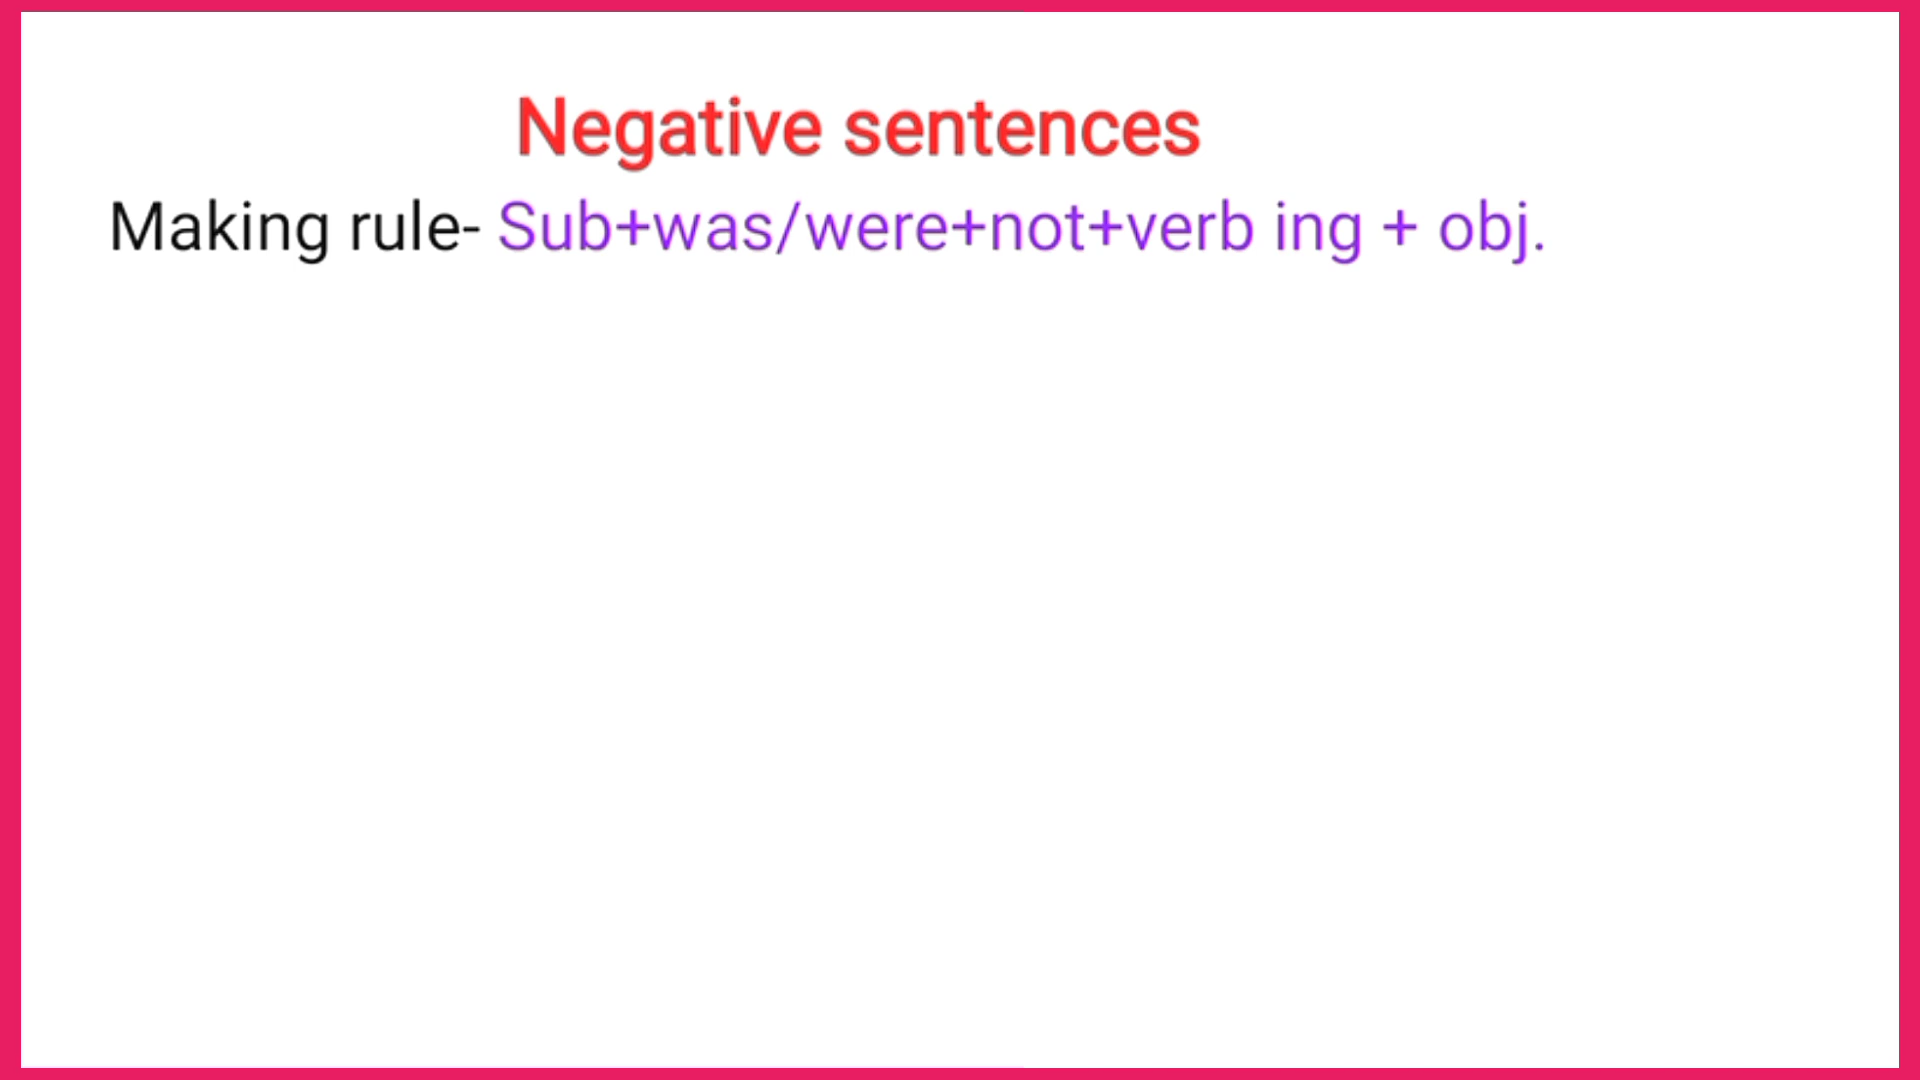 Negative sentences
Making rule- Sub+was/were+not+verb ing + obj.